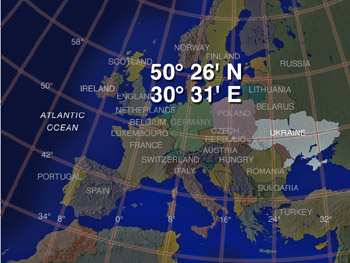 NORWAY
58°
SCOTLAND
FINLAND
50° 26' N
RUSSIA
30° 31' E
50°
IRELAND
ENGLAND
LITHUANIA
NETHERLANDS
BELARUS
ATLANTIC
OCEAN
BELGIUM
GERMANY
POLAND
LUXEMBOURG
CZECH
REPBLIC
UKRAINE
FRANCE
AUSTRIA
42°
SWITZERLAND
HUNGARY
ITALY
ROMANIA
PORTUGAL
SPAIN
BULGARIA
TURKEY
34°
8°
0°
8°
16°
24°
32°